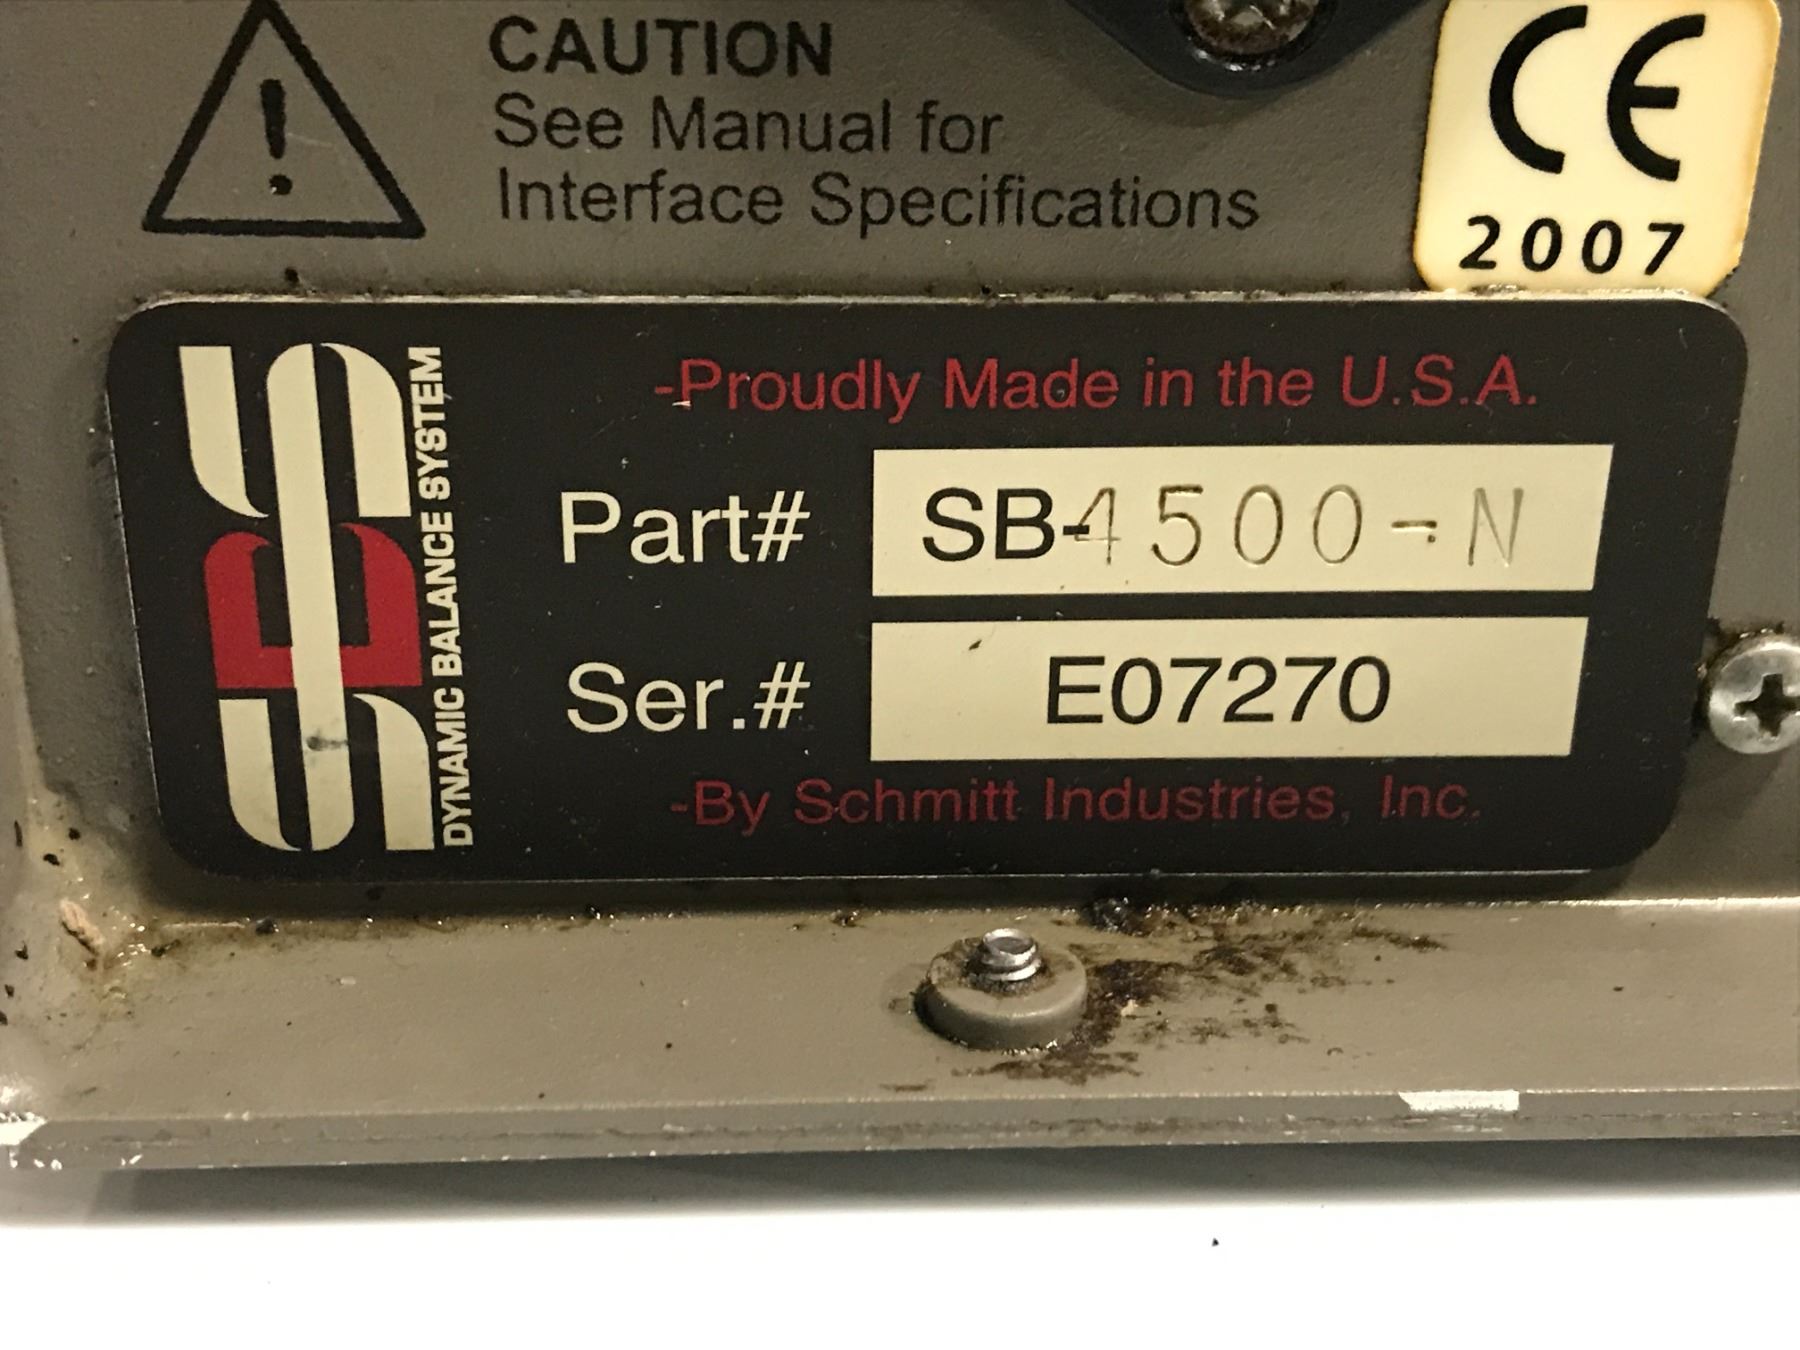 CAUTION
See Manual for
Interface Specifications
CE
2007
SBS
DYNAMIC BALANCE SYSTEM
-Proudly Made in the U.S.A.
Part# SB-4500-N
Ser.# E07270
-By Schmitt Industries, Inc.